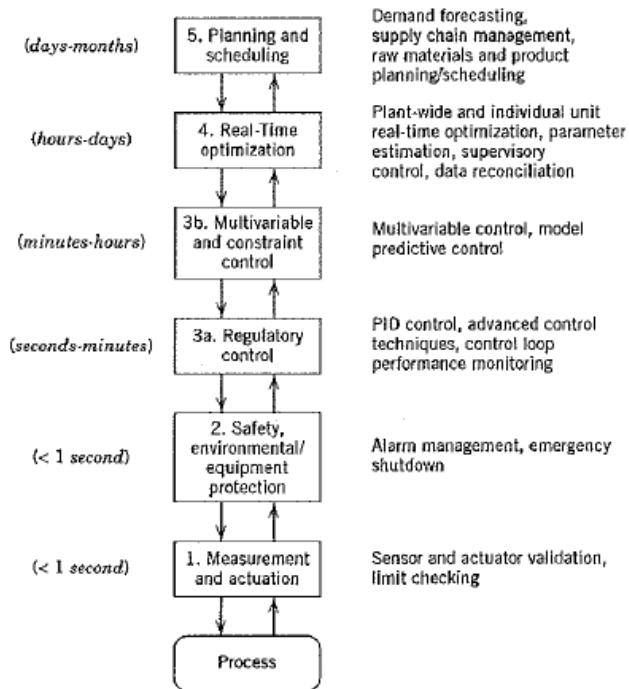 (days-months)
5. Planning and
scheduling
Demand forecasting,
supply chain management,
raw materials and product
planning/scheduling
(hours-days)
4. Real-Time
optimization
Plant-wide and individual unit
real-time optimization, parameter
estimation, supervisory
control, data reconciliation
(minutes-hours)
3b. Multivariable
and constraint
control
Multivariable control, model
predictive control
(seconds-minutes)
3a. Regulatory
control
PID control, advanced control
techniques, control loop
performance monitoring
(< 1 second)
2. Safety,
environmental/
equipment
protection
Alarm management, emergency
shutdown
(< 1 second)
1. Measurement
and actuation
Sensor and actuator validation,
limit checking
Process